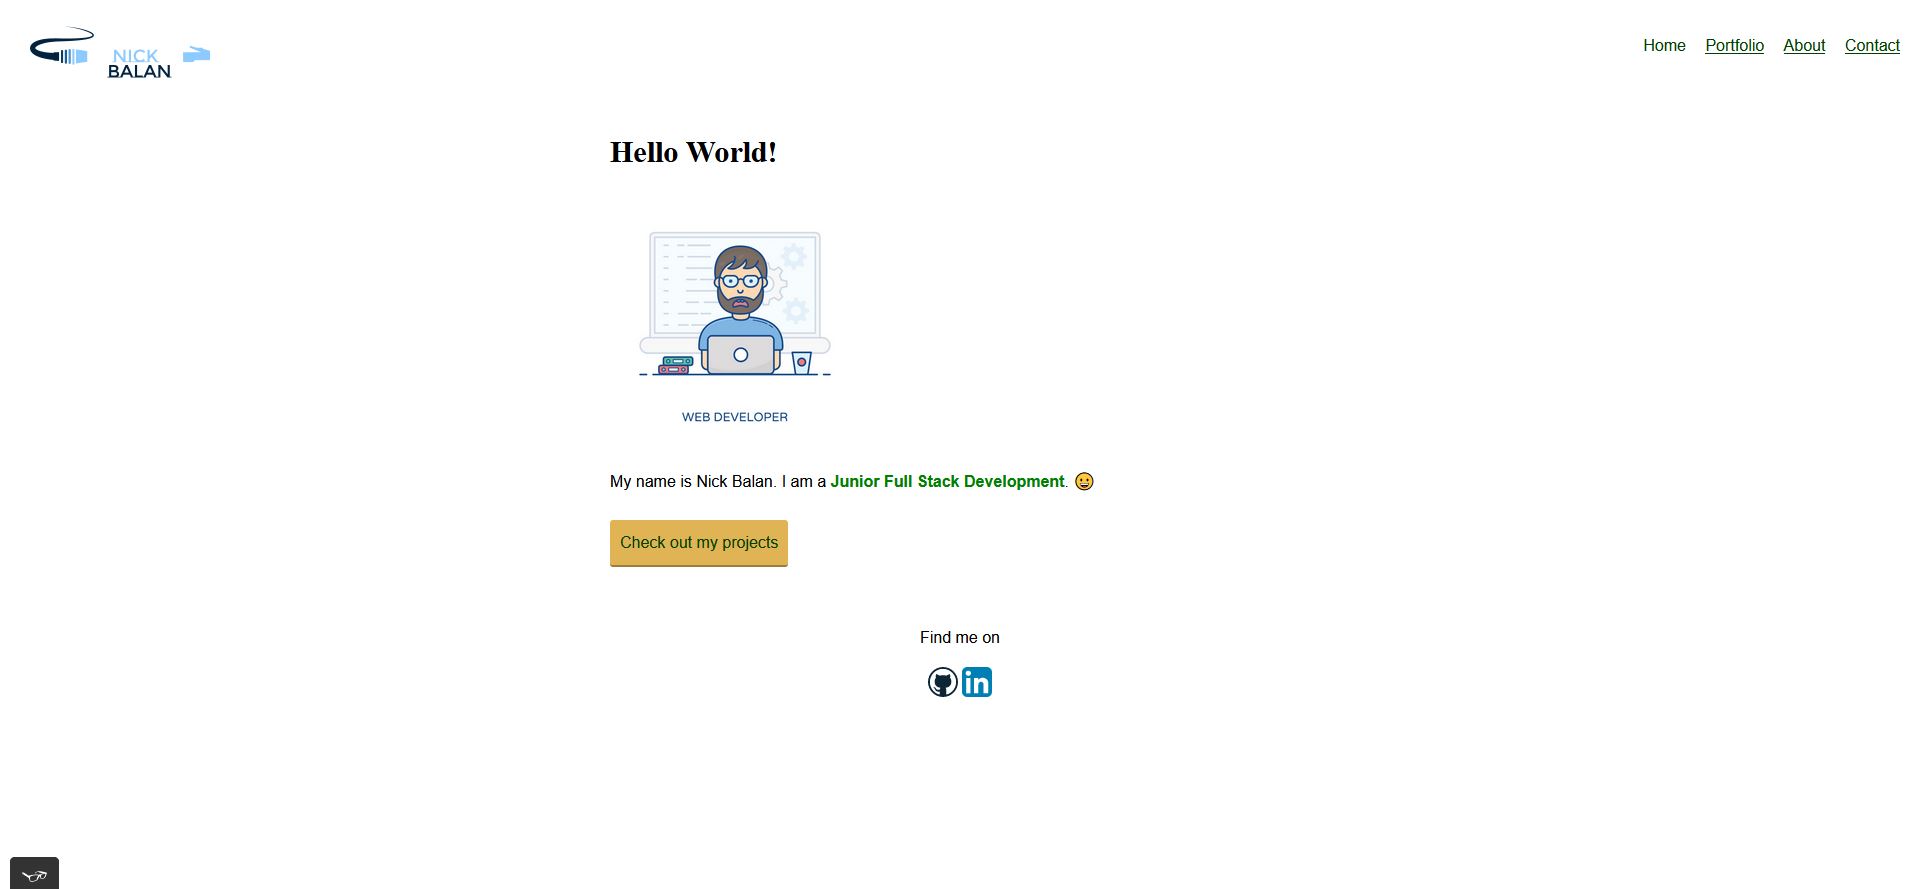 NICK
BALAN
Home Portfolio About Contact
Hello World!
WEB DEVELOPER
My name is Nick Balan. I am a Junior Full Stack Development. 😀
Check out my projects
Find me on
in